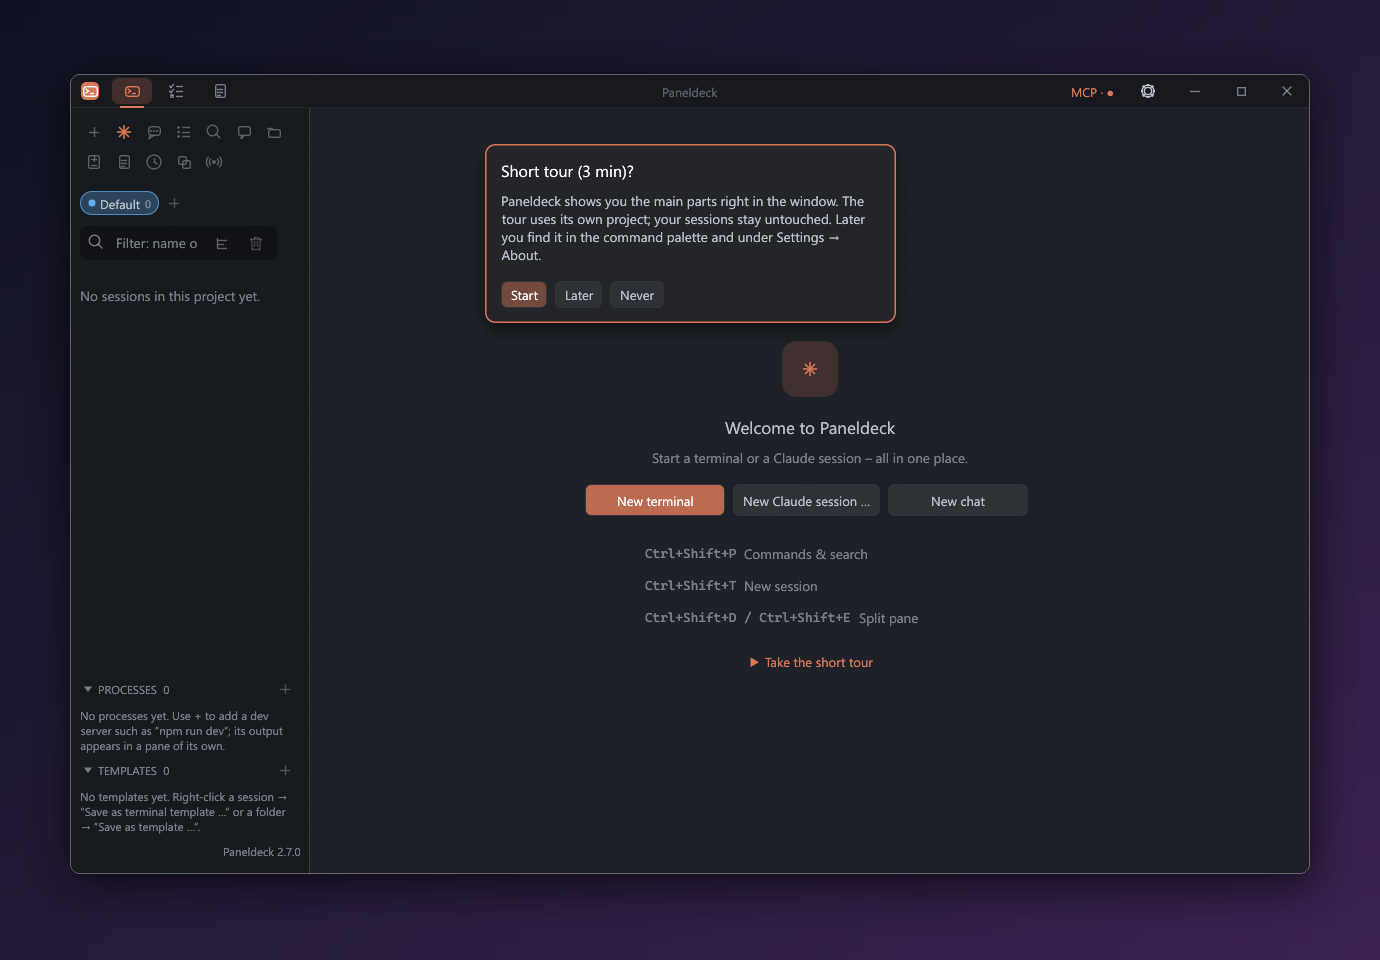 Paneldeck
MCP ·
Default 0
Filter: name o
No sessions in this project yet.
Short tour (3 min)?
Paneldeck shows you the main parts right in the window. The
tour uses its own project; your sessions stay untouched. Later
you find it in the command palette and under Settings →
About.
Start
Later
Never
Welcome to Paneldeck
Start a terminal or a Claude session – all in one place.
New terminal
New Claude session ...
New chat
Ctrl+Shift+P Commands & search
Ctrl+Shift+T New session
Ctrl+Shift+D / Ctrl+Shift+E Split pane
Take the short tour
PROCESSES 0
No processes yet. Use + to add a dev
server such as “npm run dev”; its output
appears in a pane of its own.
TEMPLATES 0
No templates yet. Right-click a session →
“Save as terminal template ...” or a folder
→ “Save as template ...”.
Paneldeck 2.7.0